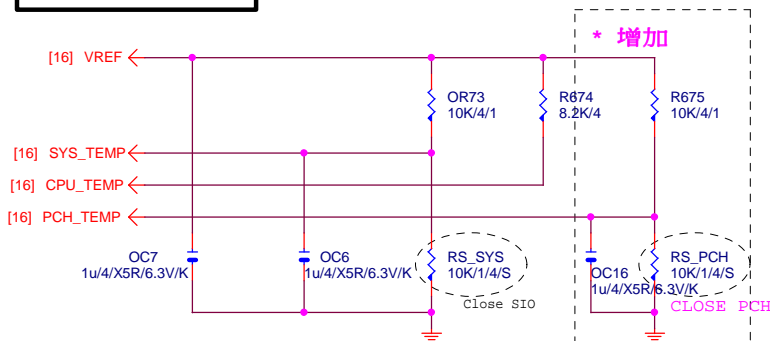 * 增加
[16] VREF
OR73
10K/4/1
R674
8.2K/4
R675
10K/4/1
[16] SYS_TEMP
[16] CPU_TEMP
[16] PCH_TEMP
OC7
1u/4/X5R/6.3V/K
OC6
1u/4/X5R/6.3V/K
RS_SYS
10K/1/4/S
Close SIO
OC16
1u/4/X5R/6.3V/K
RS_PCH
10K/1/4/S
CLOSE PCH